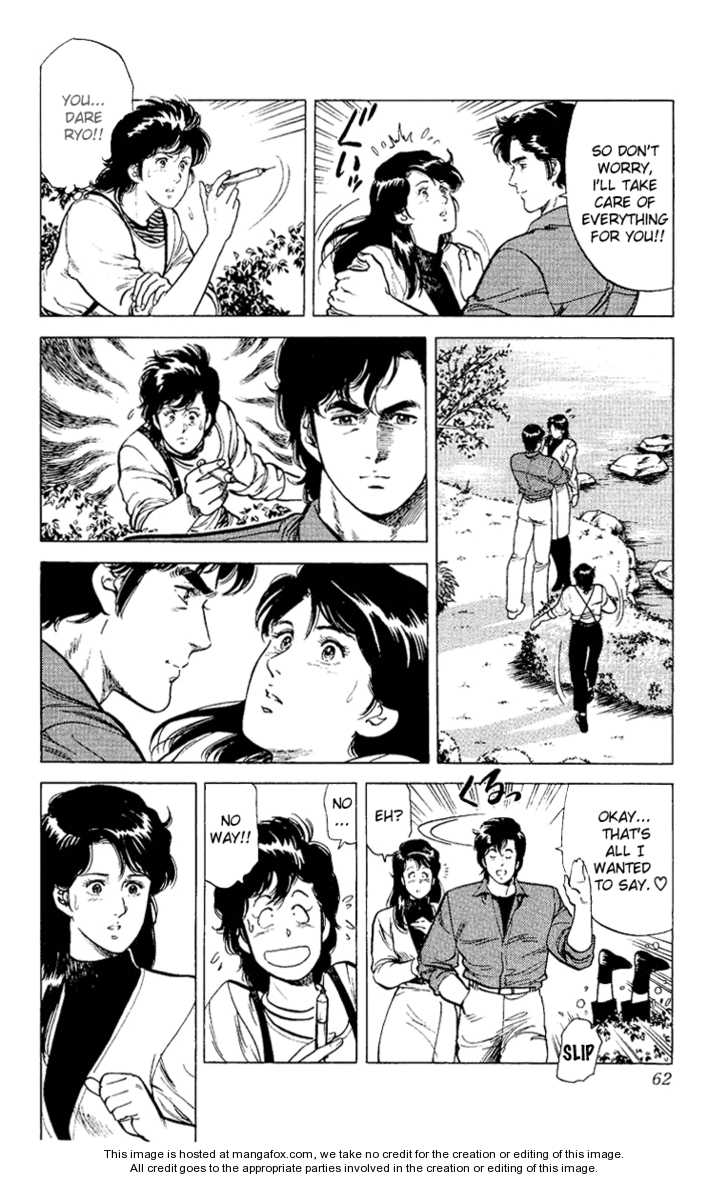 SO DON'T
WORRY,
I'LL TAKE
CARE OF
EVERYTHING
FOR YOU!!
ぐいっ
YOU...
DARE
RYO!!
OKAY...
THAT'S
ALL I
WANTED
TO SAY.♡
くるっ
EH?
SLIP
NO
...
NO
WAY!!
62
This image is hosted at mangafox.com, we take no credit for the creation or editing of this image.
All credit goes to the appropriate parties involved in the creation or editing of this image.